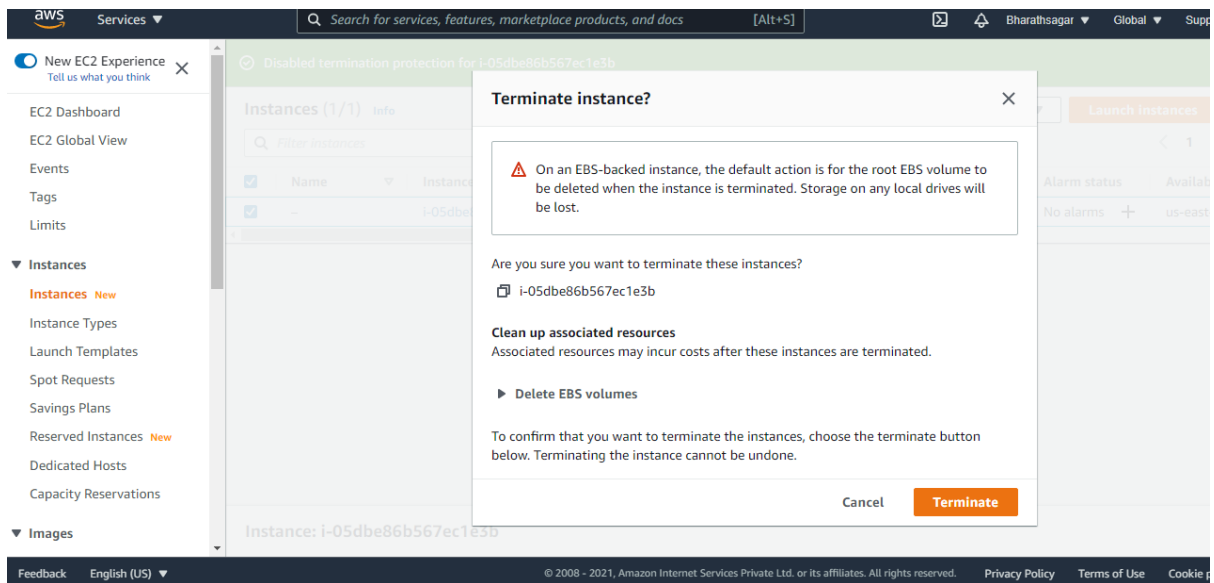 aws Services ▼ Search for services, features, marketplace products, and docs [Alt+S] Bharathsagar ▼ Global ▼ Supp
New EC2 Experience
Tell us what you think
EC2 Dashboard
EC2 Global View
Events
Tags
Limits
▼ Instances
Instances New
Instance Types
Launch Templates
Spot Requests
Savings Plans
Reserved Instances New
Dedicated Hosts
Capacity Reservations
▼ Images
Disabled termination protection for i-05dbe86b567ec1e3b
Instances (1/1) Info
Launch instances
Filter instances
1
Name Instance Alarm status Availab
– i-05dbe No alarms + us-east
Terminate instance?
On an EBS-backed instance, the default action is for the root EBS volume to
be deleted when the instance is terminated. Storage on any local drives will
be lost.
Are you sure you want to terminate these instances?
i-05dbe86b567ec1e3b
Clean up associated resources
Associated resources may incur costs after these instances are terminated.
▶ Delete EBS volumes
To confirm that you want to terminate the instances, choose the terminate button
below. Terminating the instance cannot be undone.
Cancel Terminate
Instance: i-05dbe86b567ec1e3b
Feedback English (US) ▼ © 2008 - 2021, Amazon Internet Services Private Ltd. or its affiliates. All rights reserved. Privacy Policy Terms of Use Cookie p